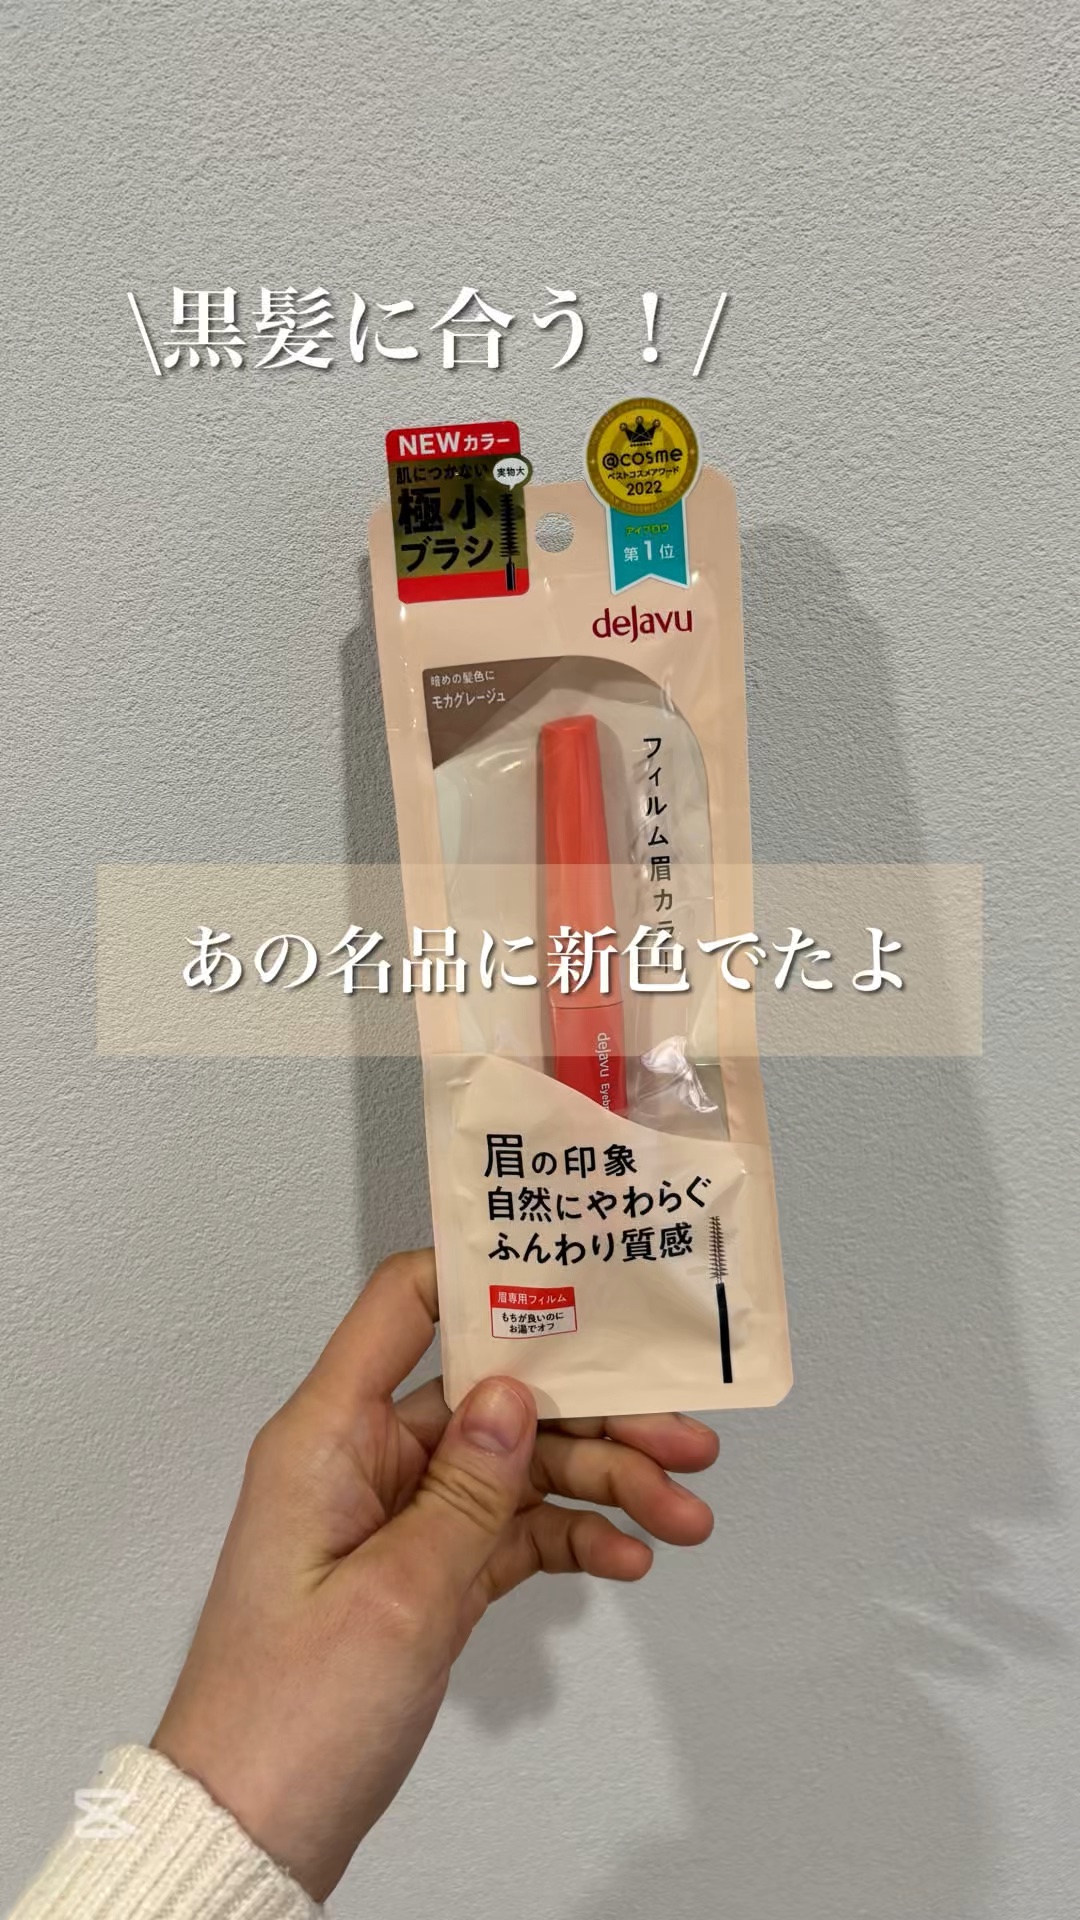 \黒髪に合う！/
NEWカラー
肌につかない
実物大
極小
ブラシ
@cosme
ベストコスメアワード
2022
アイブロウ
第1位
dejavu
暗めの髪色に
モカグレージュ
フィルム眉カラー
あの名品に新色でたよ
dejavu
眉の印象
自然にやわらぐ
ふんわり質感
眉専用フィルム
もちが良いのに
お湯でオフ